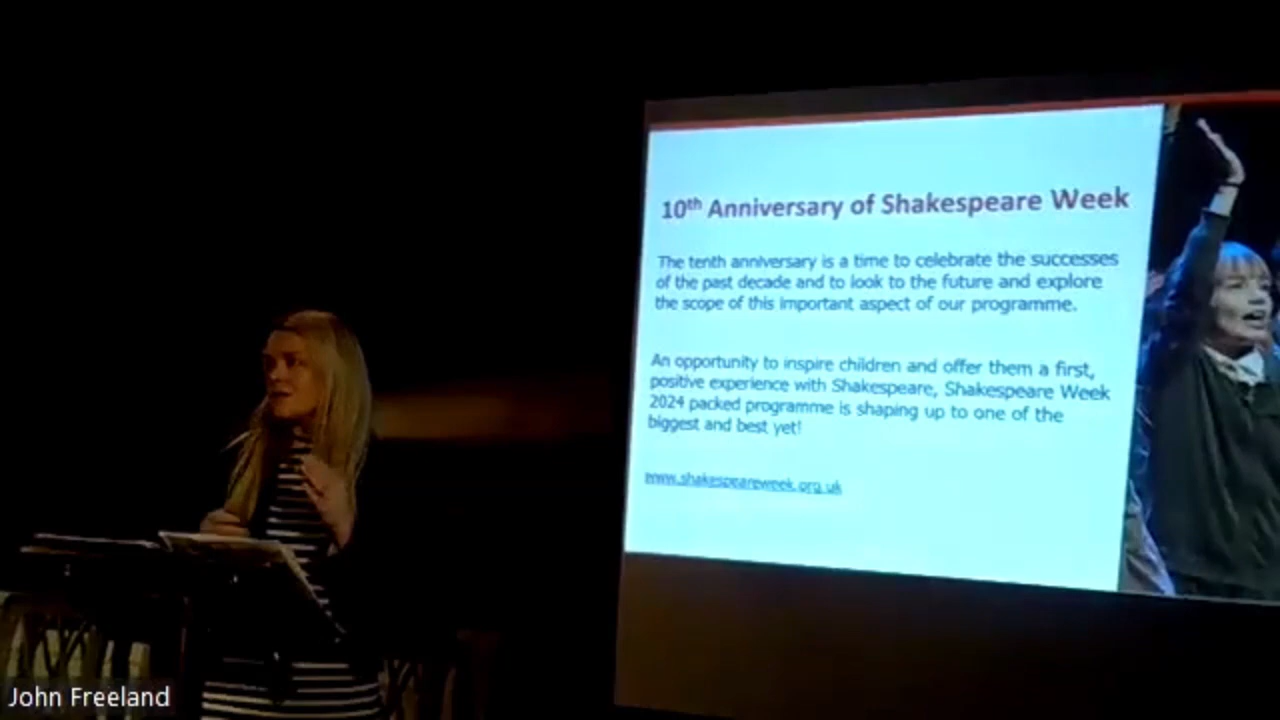 10th Anniversary of Shakespeare Week
The tenth anniversary is a time to celebrate the successes
of the past decade and to look to the future and explore
the scope of this important aspect of our programme.
An opportunity to inspire children and offer them a first,
positive experience with Shakespeare, Shakespeare Week
2024 packed programme is shaping up to one of the
biggest and best yet!
www.shakespeareweek.org.uk
John Freeland